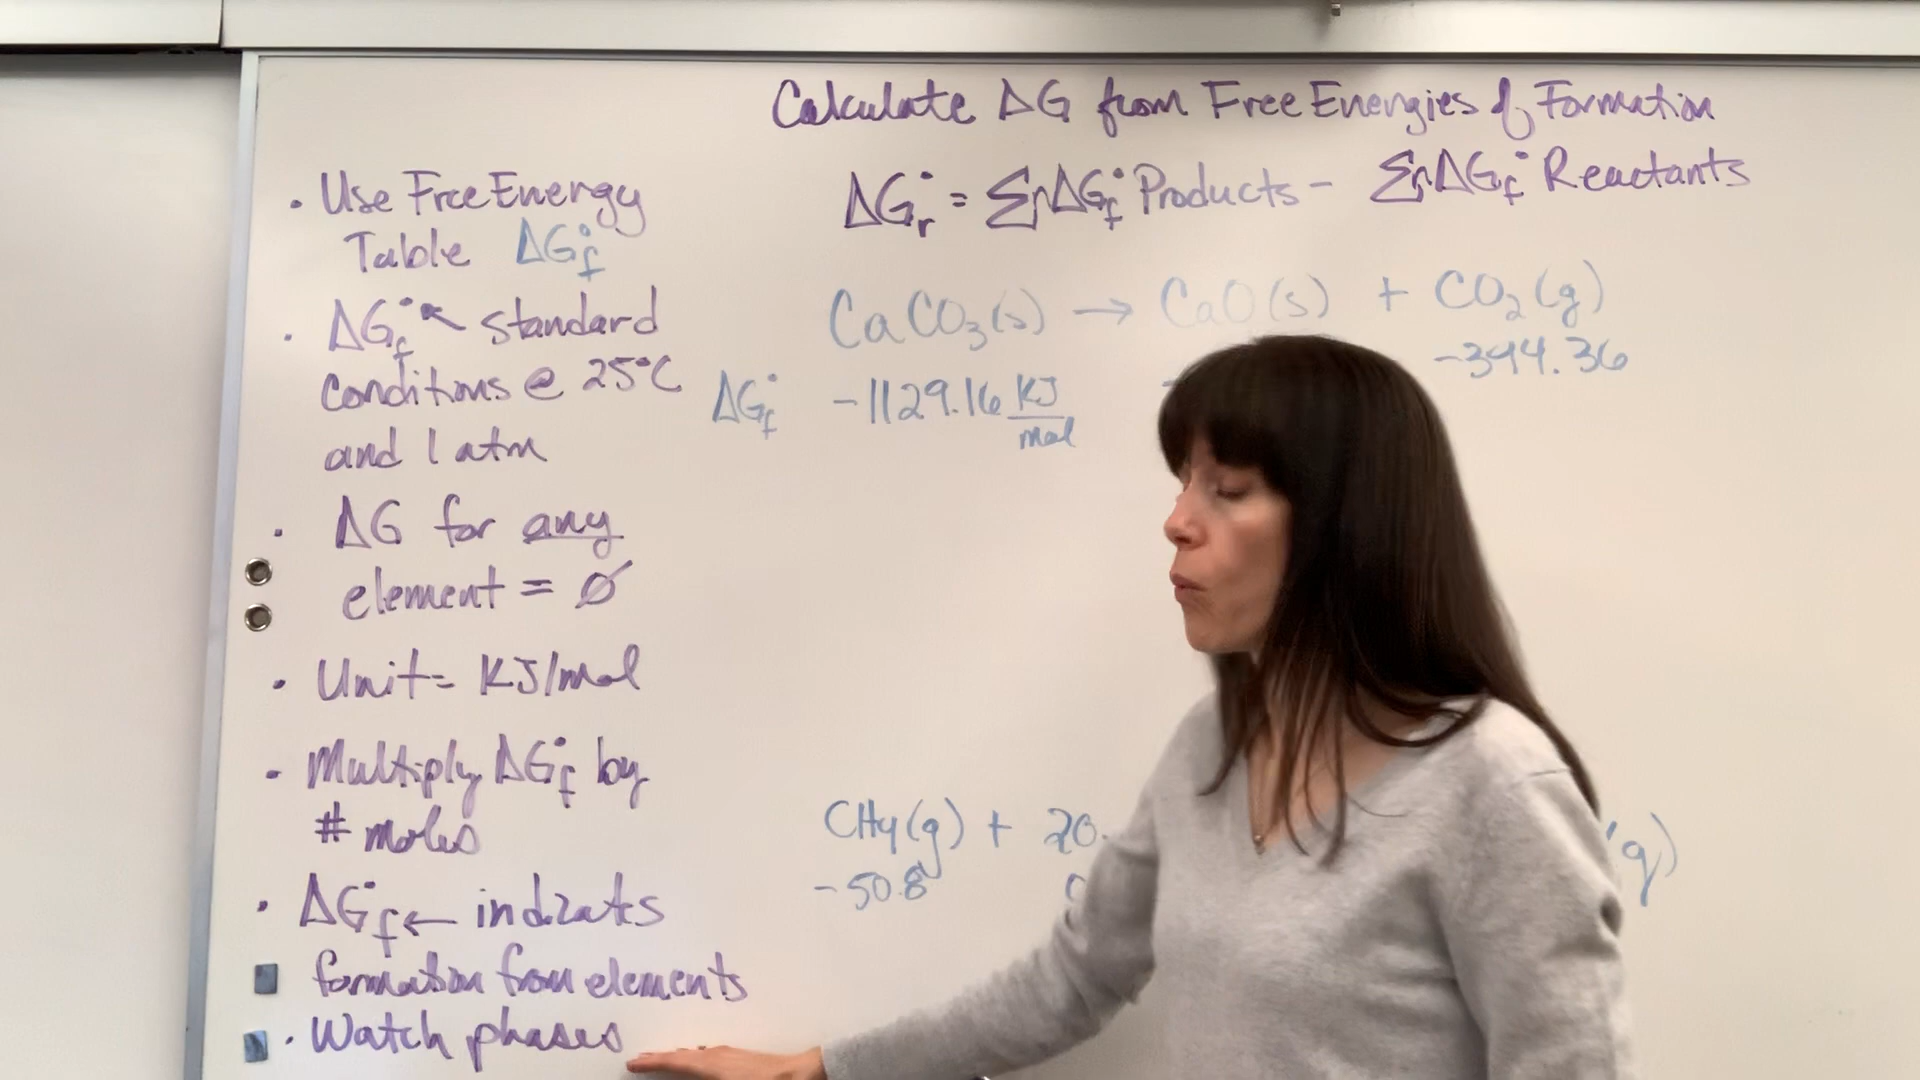 Calculate ΔG from Free Energies of Formation
ΔG°r = ΣnΔG°f Products - ΣnΔG°f Reactants
• Use Free Energy
Table ΔG°f
• ΔG°f ↖ standard
conditions @ 25°C
and 1 atm
• ΔG for any
element = Ø
• Unit = KJ/mol
• Multiply ΔG°f by
# moles
• ΔG°f ← indicates
formation from elements
• Watch phases
CaCO₃(s) → CaO(s) + CO₂(g)
ΔG°f -1129.16 KJ/mol -394.36
CH₄(g) + 2O (g)
-50.8